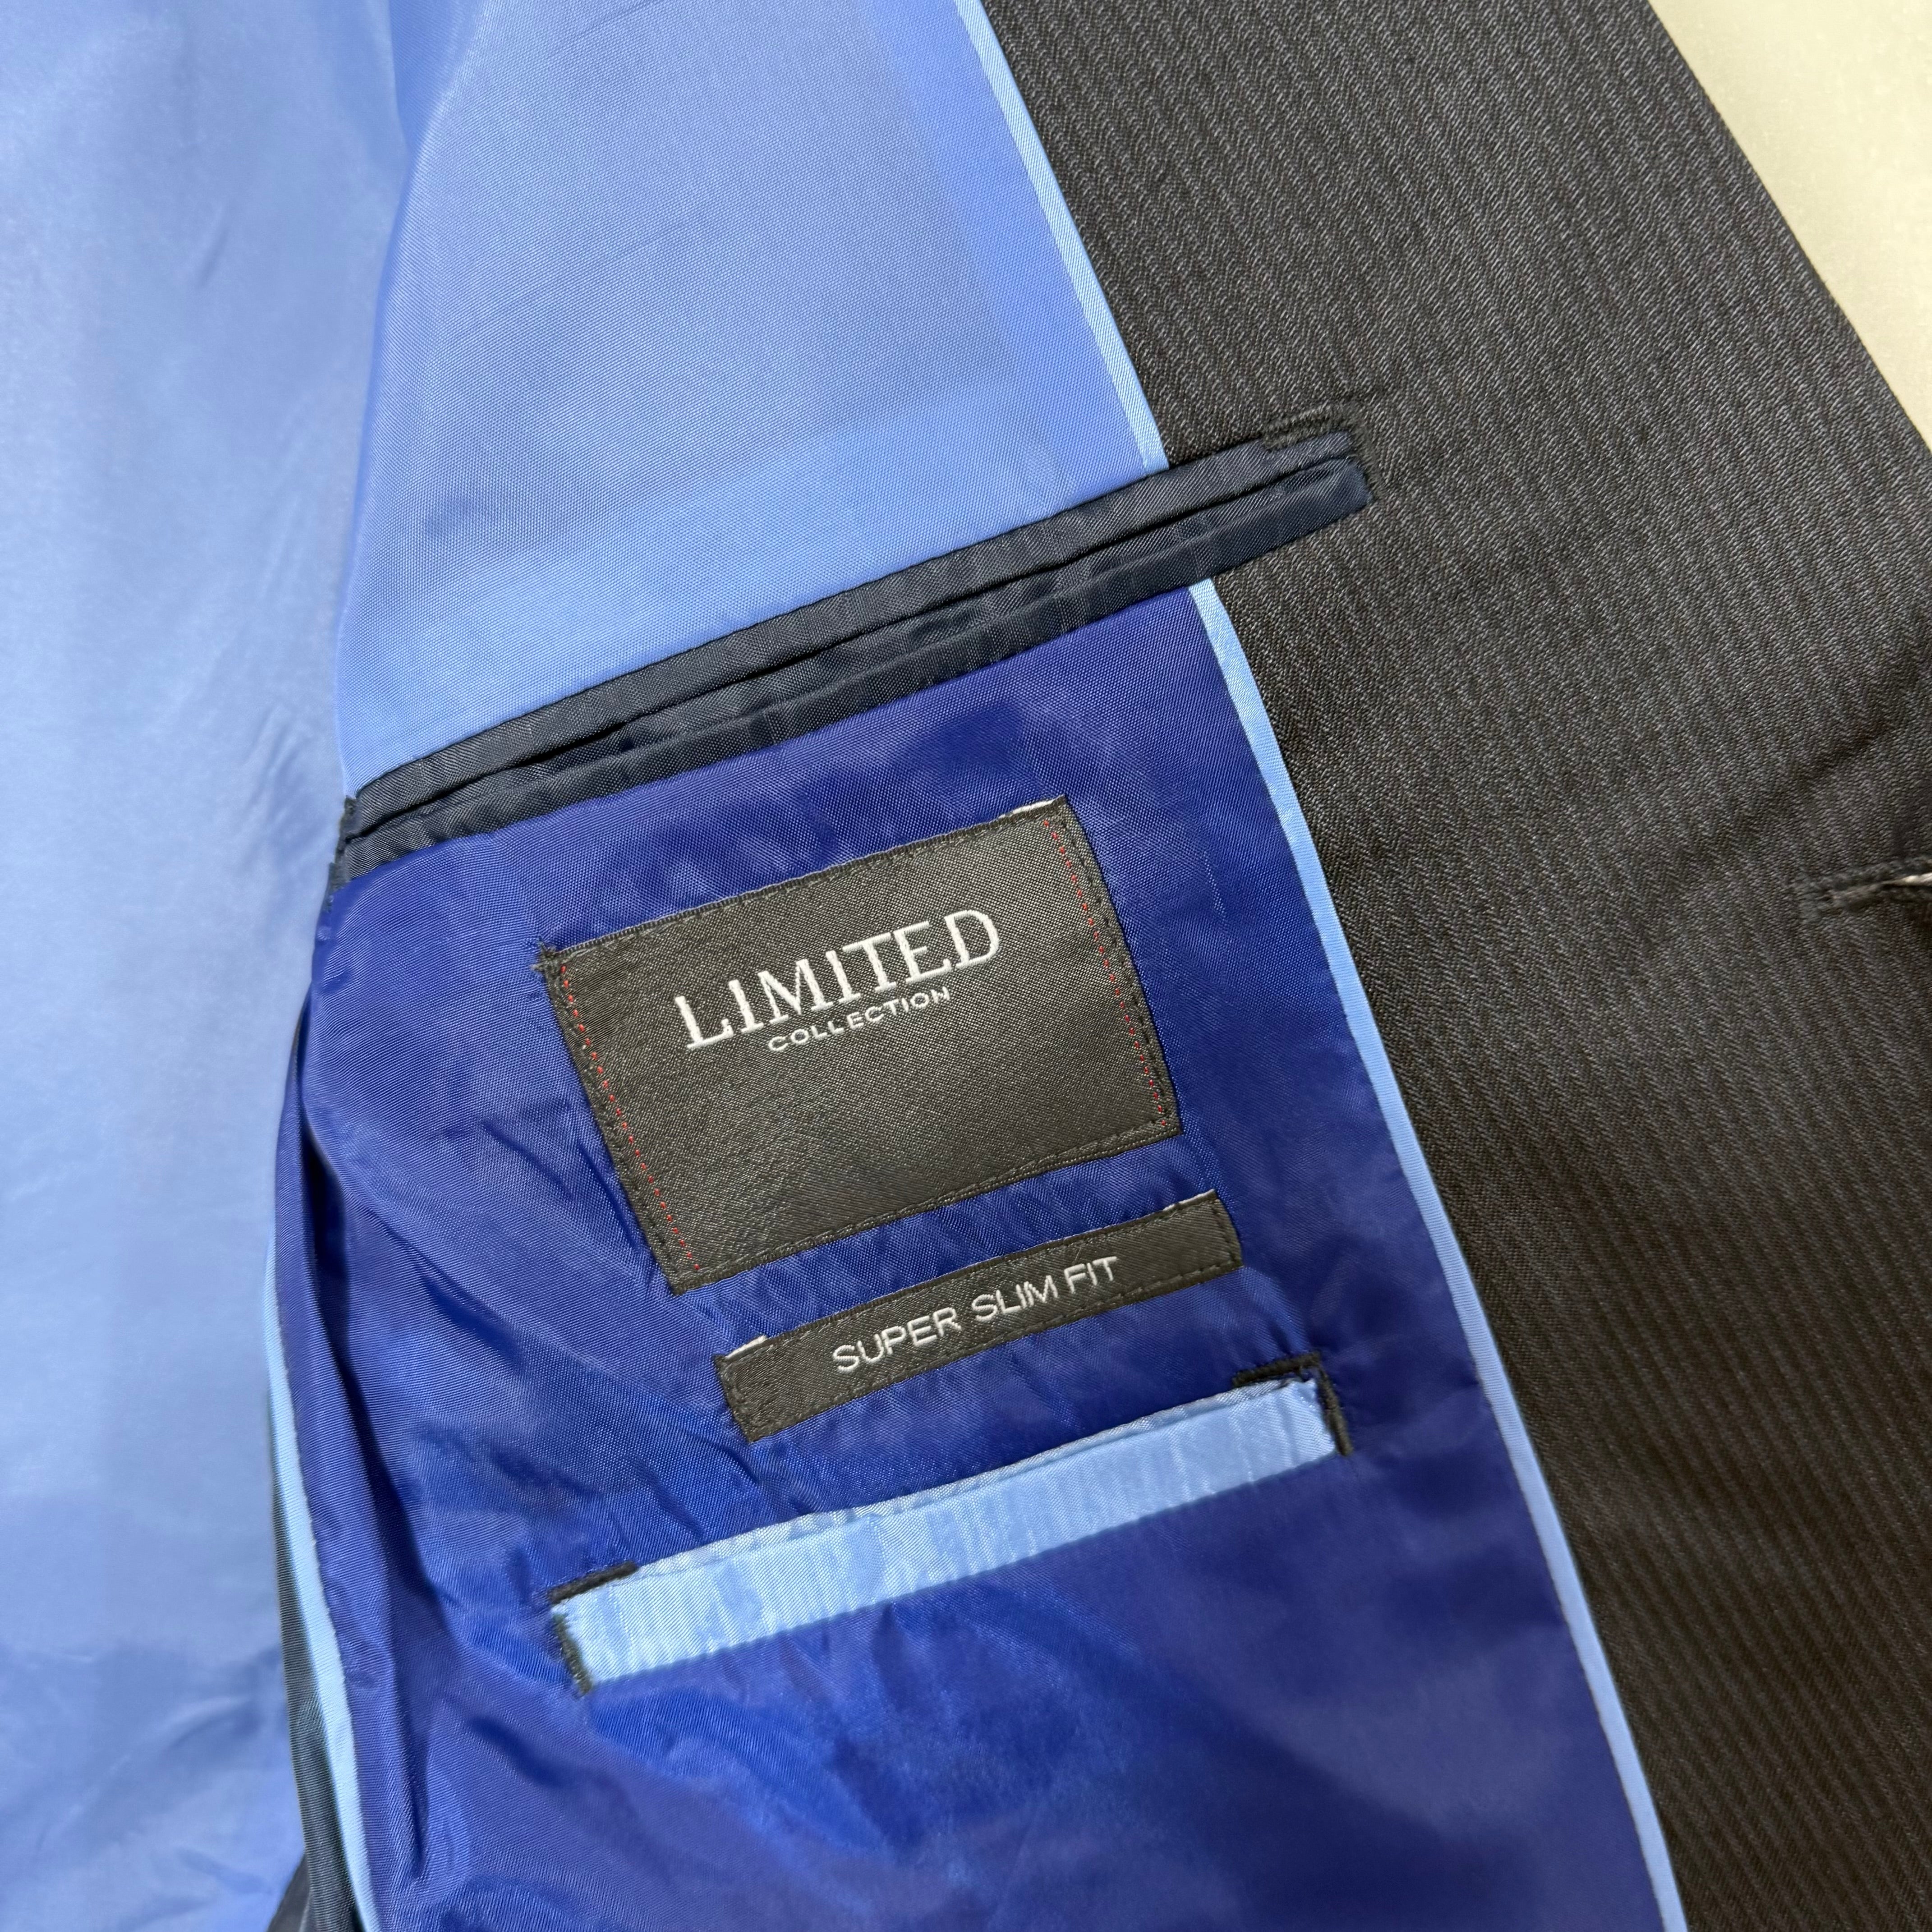 LIMITED
COLLECTION
SUPER SLIM FIT